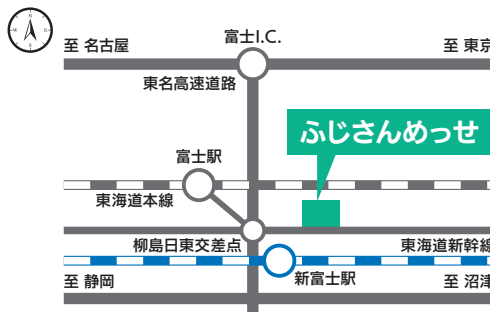 N
W
E
S
至 名古屋
富士I.C.
至 東京
東名高速道路
ふじさんめっせ
富士駅
東海道本線
柳島日東交差点
東海道新幹線
至 静岡
新富士駅
至 沼津